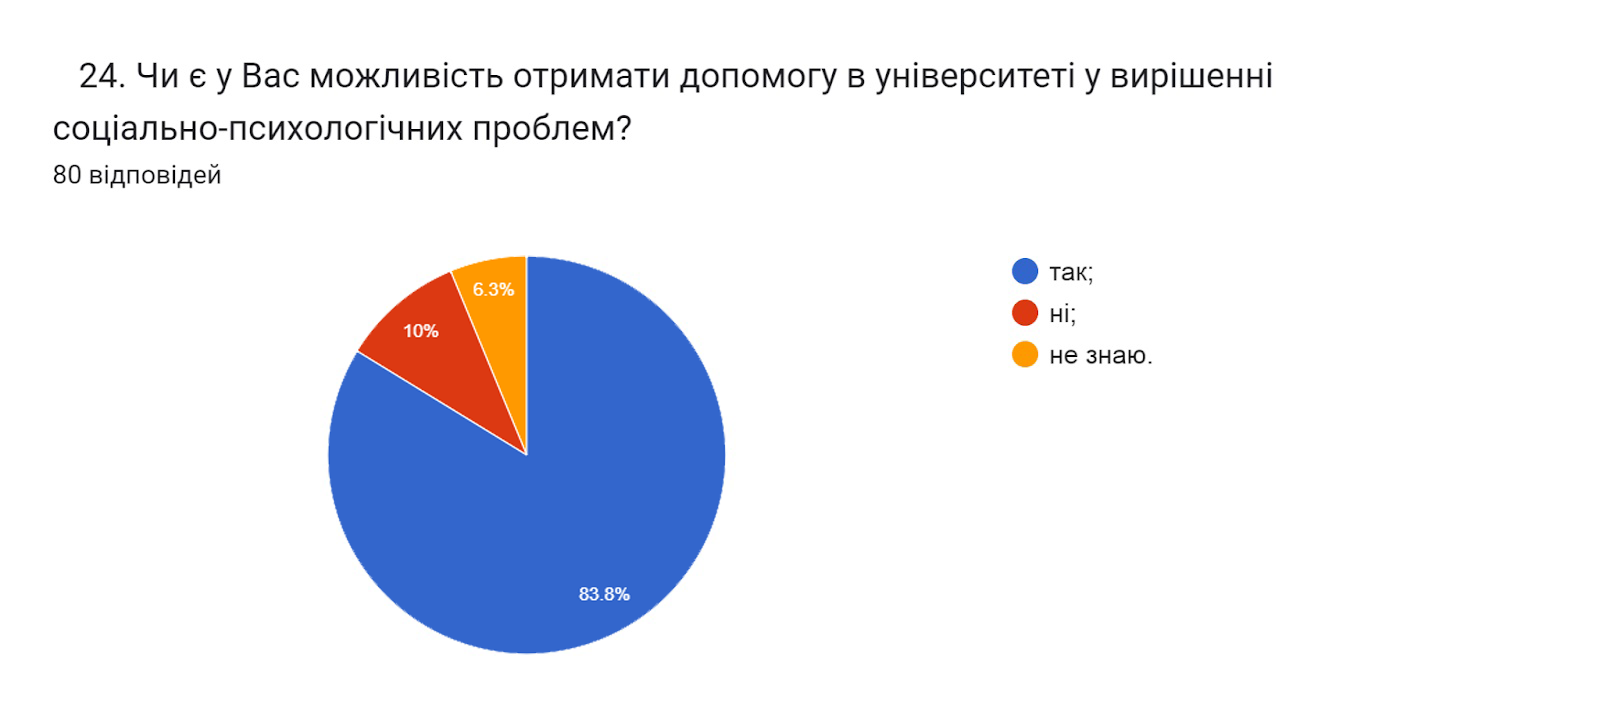 24. Чи є у Вас можливість отримати допомогу в університеті у вирішенні
соціально-психологічних проблем?
80 відповідей
6.3%
10%
83.8%
так;
ні;
не знаю.